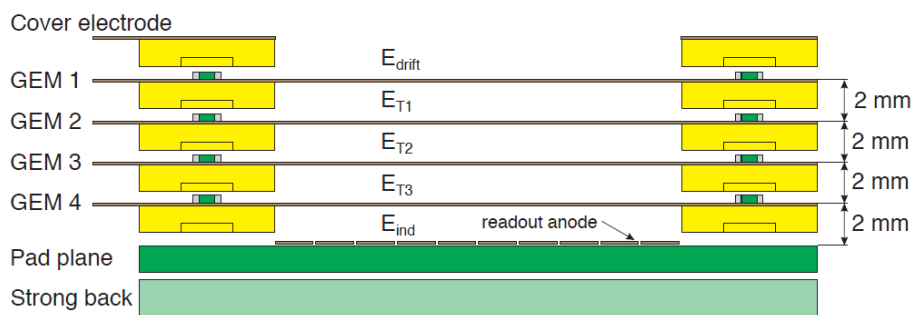 Cover electrode
E_drift
GEM 1
E_T1
2 mm
GEM 2
E_T2
2 mm
GEM 3
E_T3
2 mm
GEM 4
E_ind
readout anode
2 mm
Pad plane
Strong back